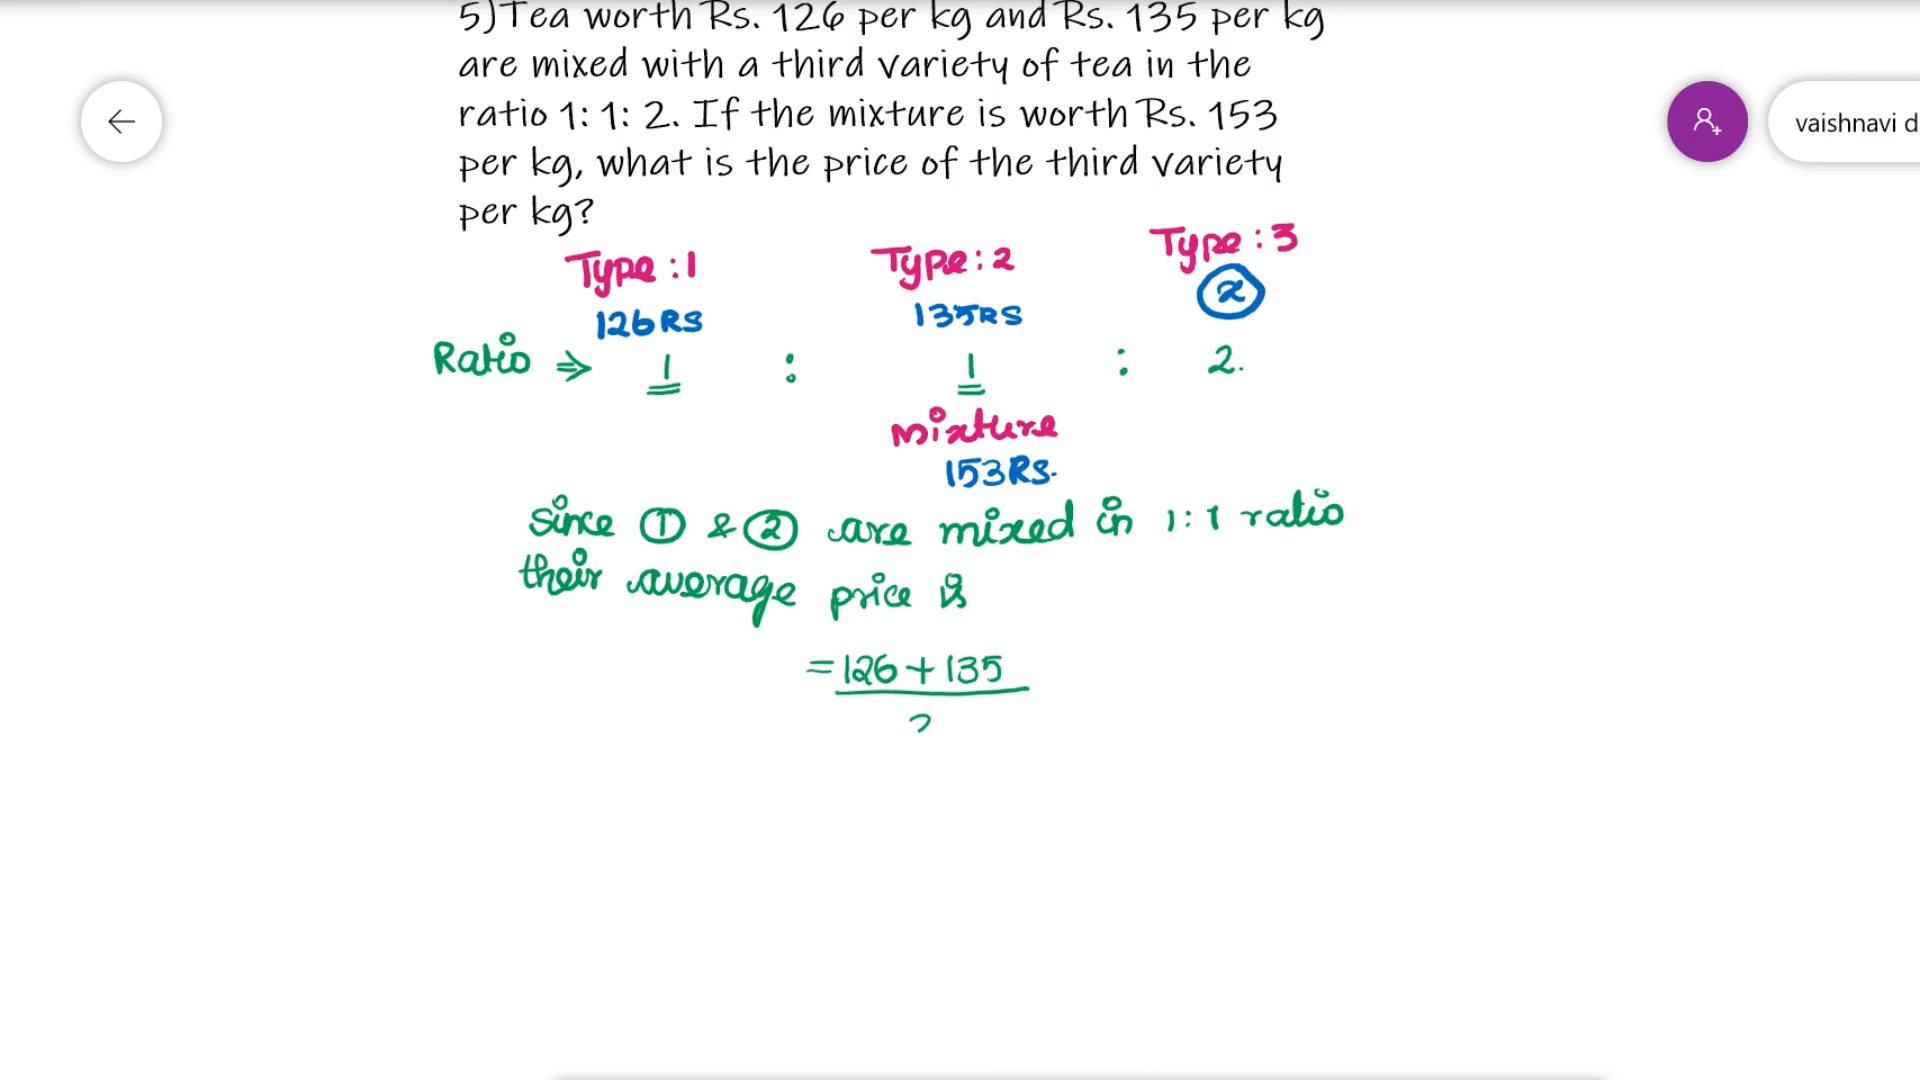 5) Tea worth Rs. 126 per kg and Rs. 135 per kg
are mixed with a third variety of tea in the
ratio 1: 1: 2. If the mixture is worth Rs. 153
per kg, what is the price of the third variety
per kg?
vaishnavi d
Type:1 Type:2 Type:3
126RS 135RS x
Ratio ⇒ 1 : 1 : 2.
mixture
153RS.
Since ① & ② are mixed in 1:1 ratio
their average price is
= 126 + 135
2